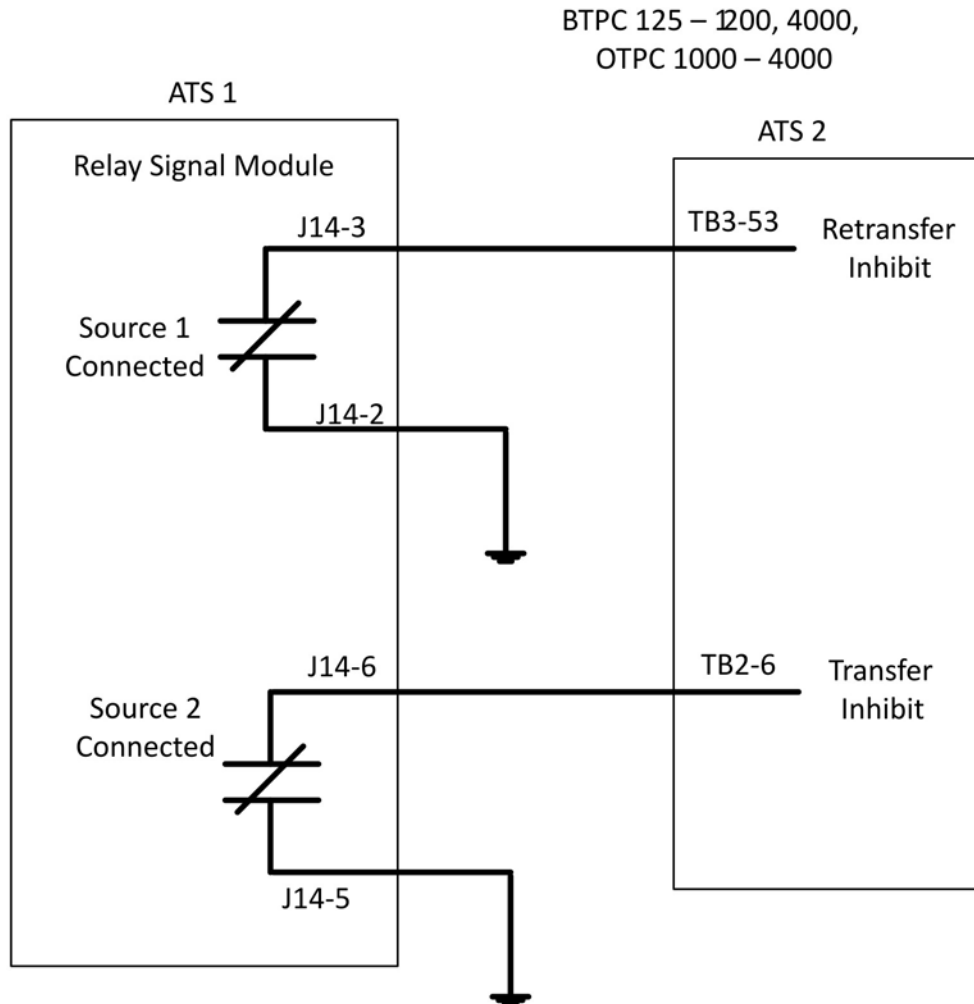 BTPC 125 – 1200, 4000,
OTPC 1000 – 4000
ATS 1
ATS 2
Relay Signal Module
J14-3
TB3-53
Retransfer
Inhibit
Source 1
Connected
J14-2
J14-6
TB2-6
Transfer
Inhibit
Source 2
Connected
J14-5